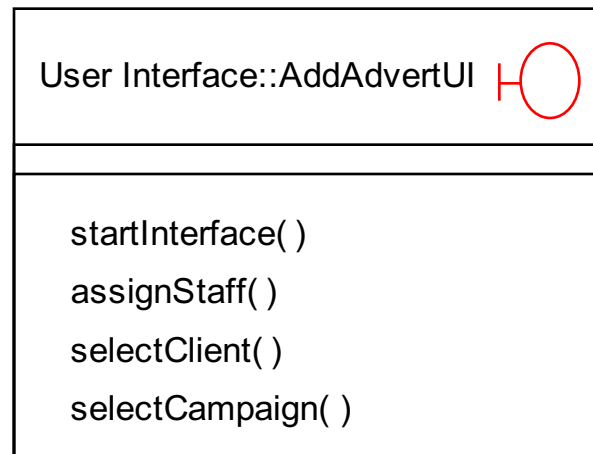 User Interface::AddAdvertUI
startInterface( )
assignStaff( )
selectClient( )
selectCampaign( )